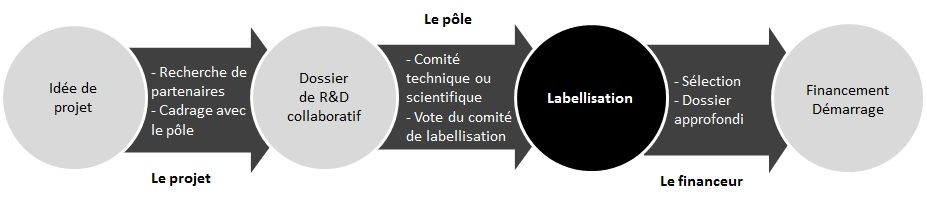 Le pôle
Idée de
projet
- Recherche de
partenaires
- Cadrage avec
le pôle
Le projet
Dossier
de R&D
collaboratif
- Comité
technique ou
scientifique
- Vote du comité
de labellisation
Labellisation
- Sélection
- Dossier
approfondi
Le financeur
Financement
Démarrage